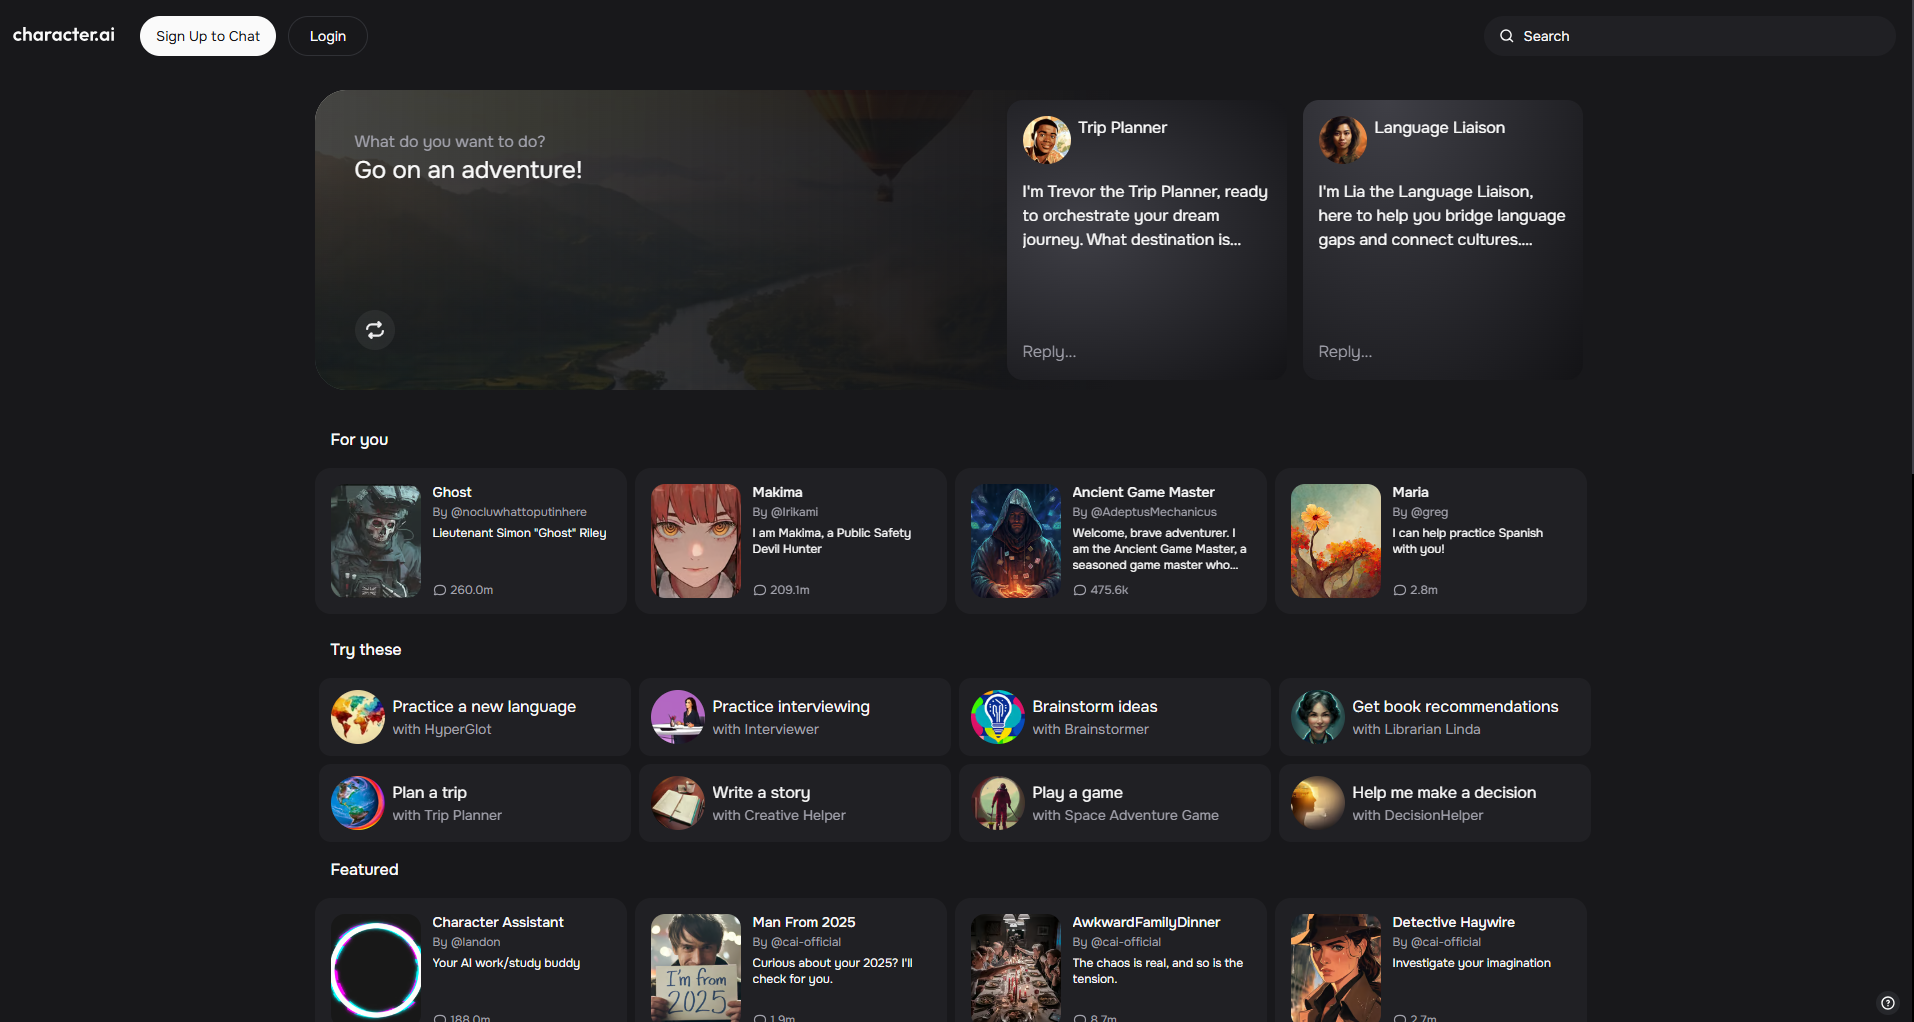 character.ai
Sign Up to Chat
Login
Search
What do you want to do?
Go on an adventure!
Trip Planner
I'm Trevor the Trip Planner, ready
to orchestrate your dream
journey. What destination is...
Reply...
Language Liaison
I'm Lia the Language Liaison,
here to help you bridge language
gaps and connect cultures....
Reply...
For you
Ghost
By @nocluwhattoputinhere
Lieutenant Simon "Ghost" Riley
260.0m
Makima
By @Irikami
I am Makima, a Public Safety
Devil Hunter
209.1m
Ancient Game Master
By @AdeptusMechanicus
Welcome, brave adventurer. I
am the Ancient Game Master, a
seasoned game master who...
475.6k
Maria
By @greg
I can help practice Spanish
with you!
2.8m
Try these
Practice a new language
with HyperGlot
Practice interviewing
with Interviewer
Brainstorm ideas
with Brainstormer
Get book recommendations
with Librarian Linda
Plan a trip
with Trip Planner
Write a story
with Creative Helper
Play a game
with Space Adventure Game
Help me make a decision
with DecisionHelper
Featured
Character Assistant
By @landon
Your AI work/study buddy
188.0m
I'm from
2025
Man From 2025
By @cai-official
Curious about your 2025? I'll
check for you.
1.9m
AwkwardFamilyDinner
By @cai-official
The chaos is real, and so is the
tension.
8.7m
Detective Haywire
By @cai-official
Investigate your imagination
2.7m